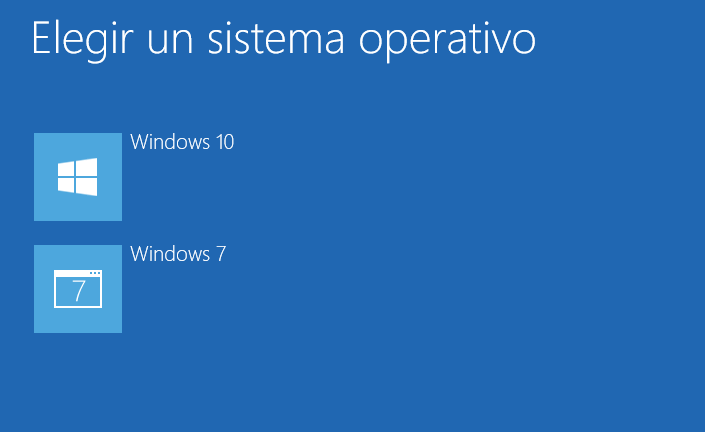 Elegir un sistema operativo
Windows 10
Windows 7
7